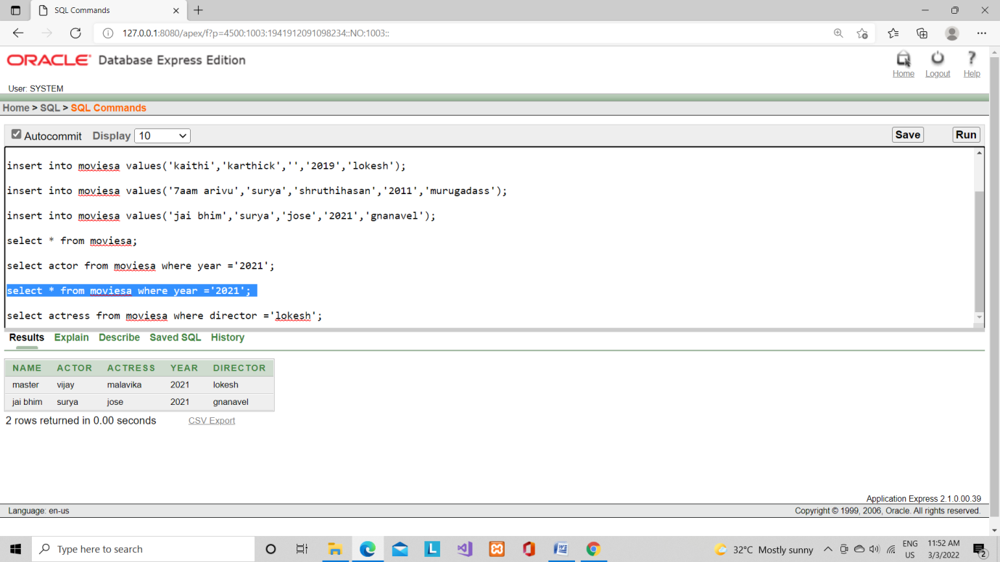 SQL Commands
127.0.0.1:8080/apex/f?p=4500:1003:1941912091098234::NO:1003::
ORACLE Database Express Edition
Home Logout Help
User: SYSTEM
Home > SQL > SQL Commands
Autocommit Display 10 Save Run
insert into moviesa values('kaithi','karthick','','2019','lokesh');
insert into moviesa values('7aam arivu','surya','shruthihasan','2011','murugadass');
insert into moviesa values('jai bhim','surya','jose','2021','gnanavel');
select * from moviesa;
select actor from moviesa where year ='2021';
select * from moviesa where year ='2021';
select actress from moviesa where director ='lokesh';
Results Explain Describe Saved SQL History
NAME ACTOR ACTRESS YEAR DIRECTOR
master vijay malavika 2021 lokesh
jai bhim surya jose 2021 gnanavel
2 rows returned in 0.00 seconds CSV Export
Application Express 2.1.0.00.39
Language: en-us Copyright © 1999, 2006, Oracle. All rights reserved.
Type here to search
32°C Mostly sunny
ENG
US
11:52 AM
3/3/2022
2